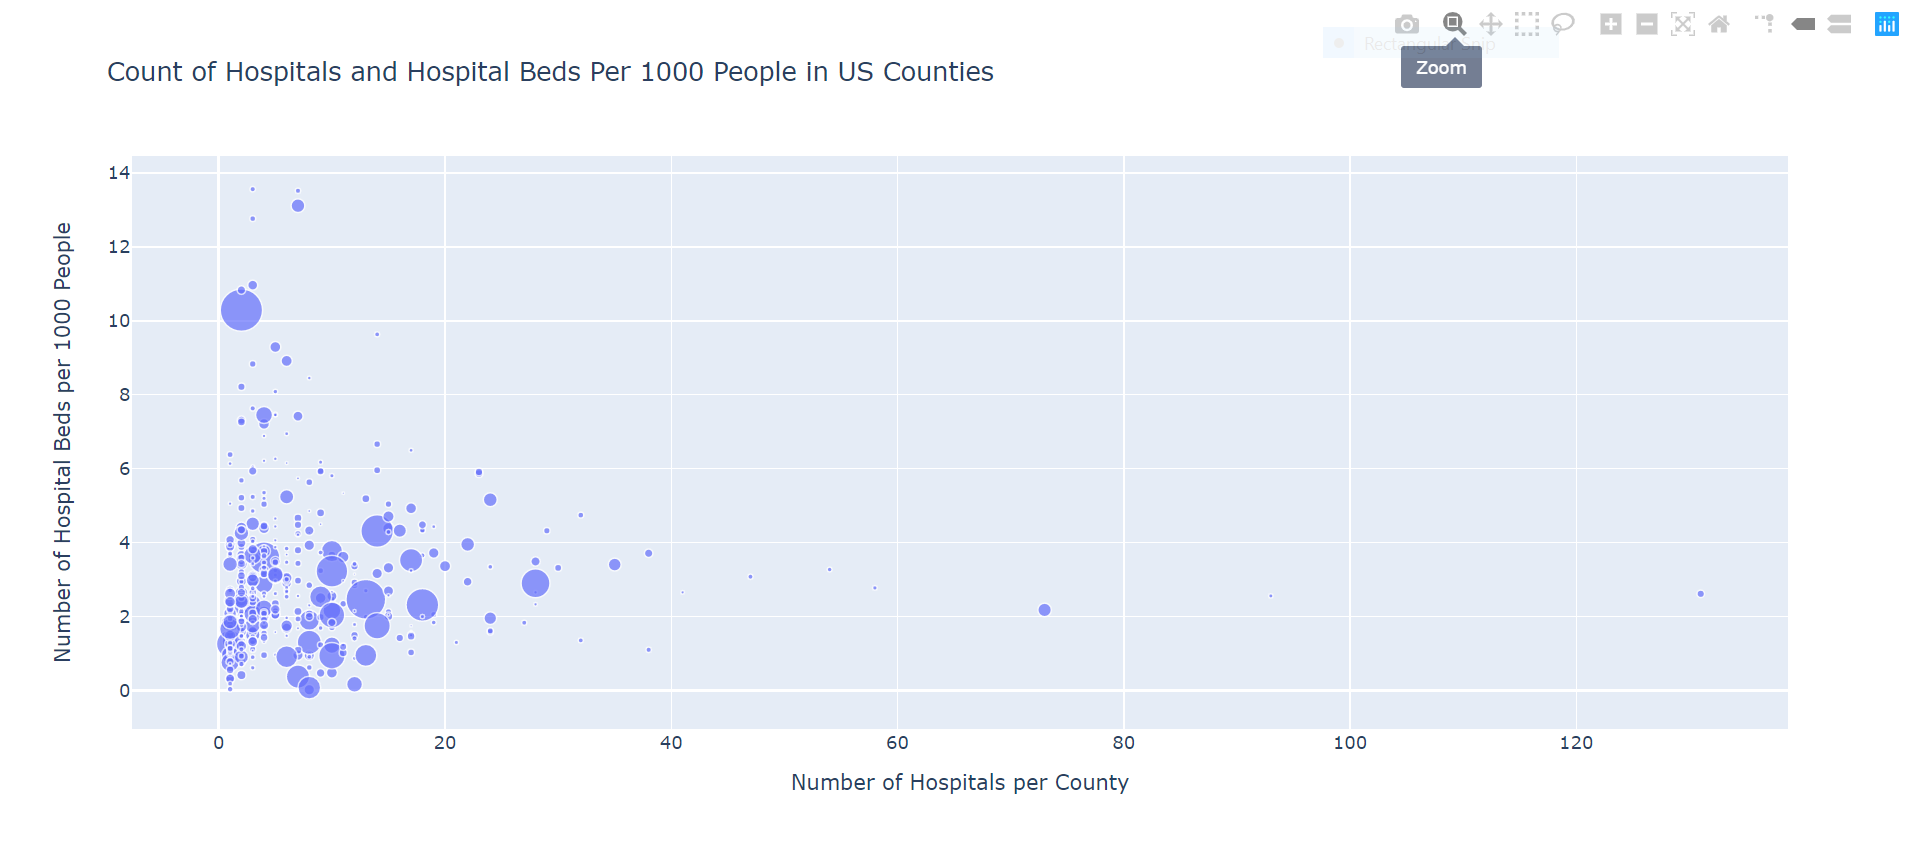 Rectangular Snip
Zoom
Count of Hospitals and Hospital Beds Per 1000 People in US Counties
Number of Hospital Beds per 1000 People
14
12
10
8
6
4
2
0
0 20 40 60 80 100 120
Number of Hospitals per County